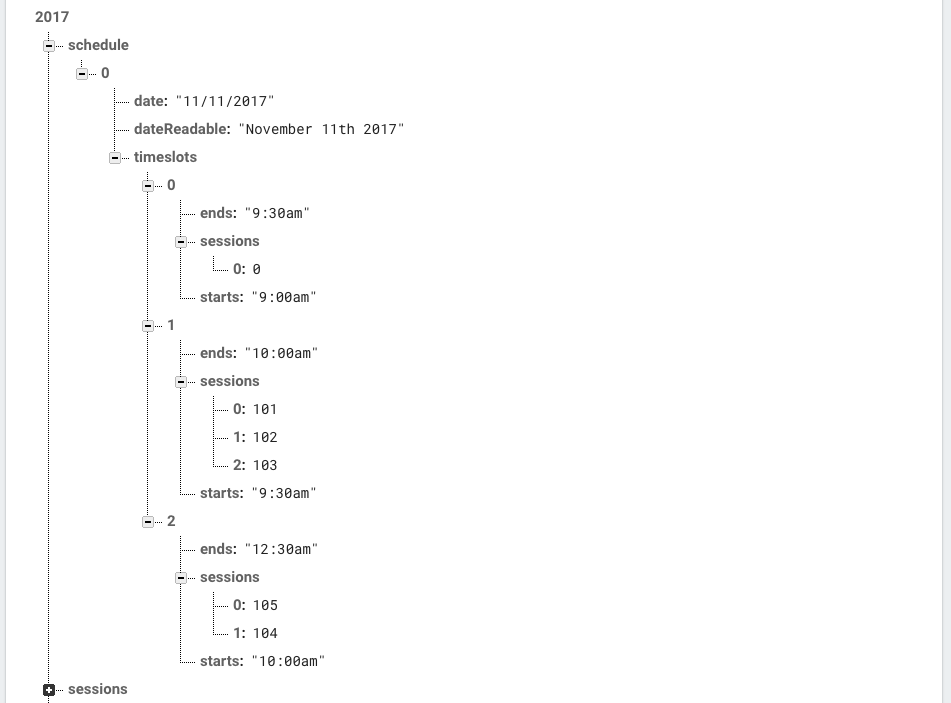 2017
schedule
0
date: "11/11/2017"
dateReadable: "November 11th 2017"
timeslots
0
ends: "9:30am"
sessions
0: 0
starts: "9:00am"
1
ends: "10:00am"
sessions
0: 101
1: 102
2: 103
starts: "9:30am"
2
ends: "12:30am"
sessions
0: 105
1: 104
starts: "10:00am"
sessions